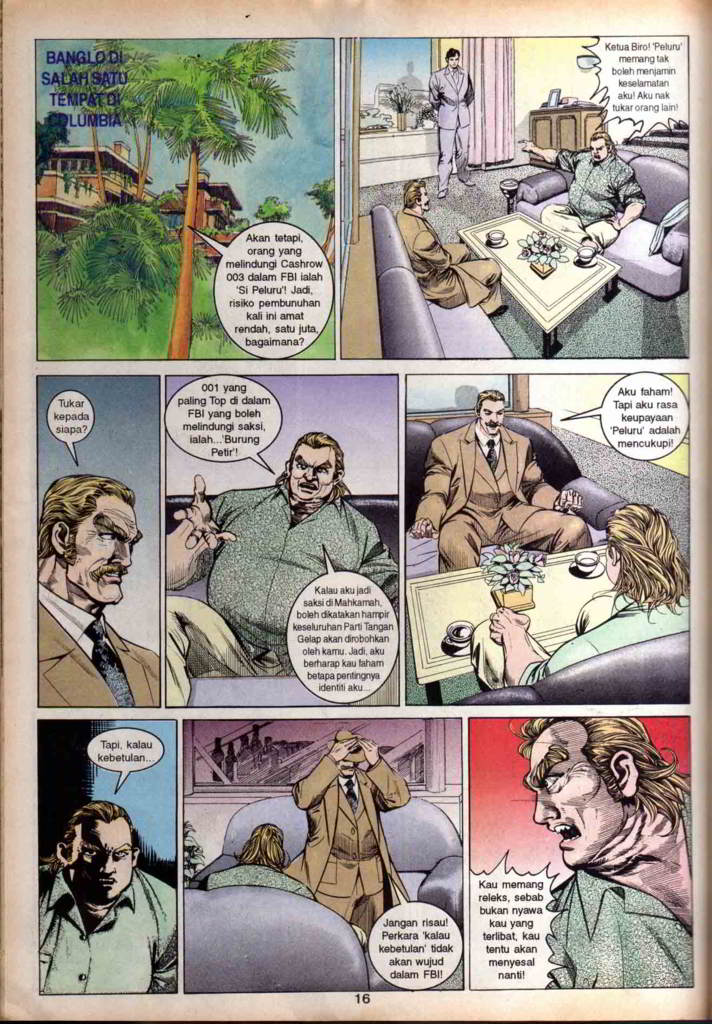 BANGLO DI
SALAH SATU
TEMPAT DI
COLUMBIA
Akan tetapi,
orang yang
melindungi Cashrow
003 dalam FBI ialah
'Si Peluru'! Jadi,
risiko pembunuhan
kali ini amat
rendah, satu juta,
bagaimana?
Ketua Biro! 'Peluru'
memang tak
boleh menjamin
keselamatan
aku! Aku nak
tukar orang lain!
Tukar
kepada
siapa?
001 yang
paling Top di dalam
FBI yang boleh
melindungi saksi,
ialah...'Burung
Petir'!
Kalau aku jadi
saksi di Mahkamah,
boleh dikatakan hampir
keseluruhan Parti Tangan
Gelap akan dirobohkan
oleh kamu. Jadi, aku
berharap kau faham
betapa pentingnya
identiti aku...
Aku faham!
Tapi aku rasa
keupayaan
'Peluru' adalah
mencukupi!
Tapi, kalau
kebetulan...
Jangan risau!
Perkara 'kalau
kebetulan' tidak
akan wujud
dalam FBI!
Kau memang
releks, sebab
bukan nyawa
kau yang
terlibat, kau
tentu akan
menyesal
nanti!
16